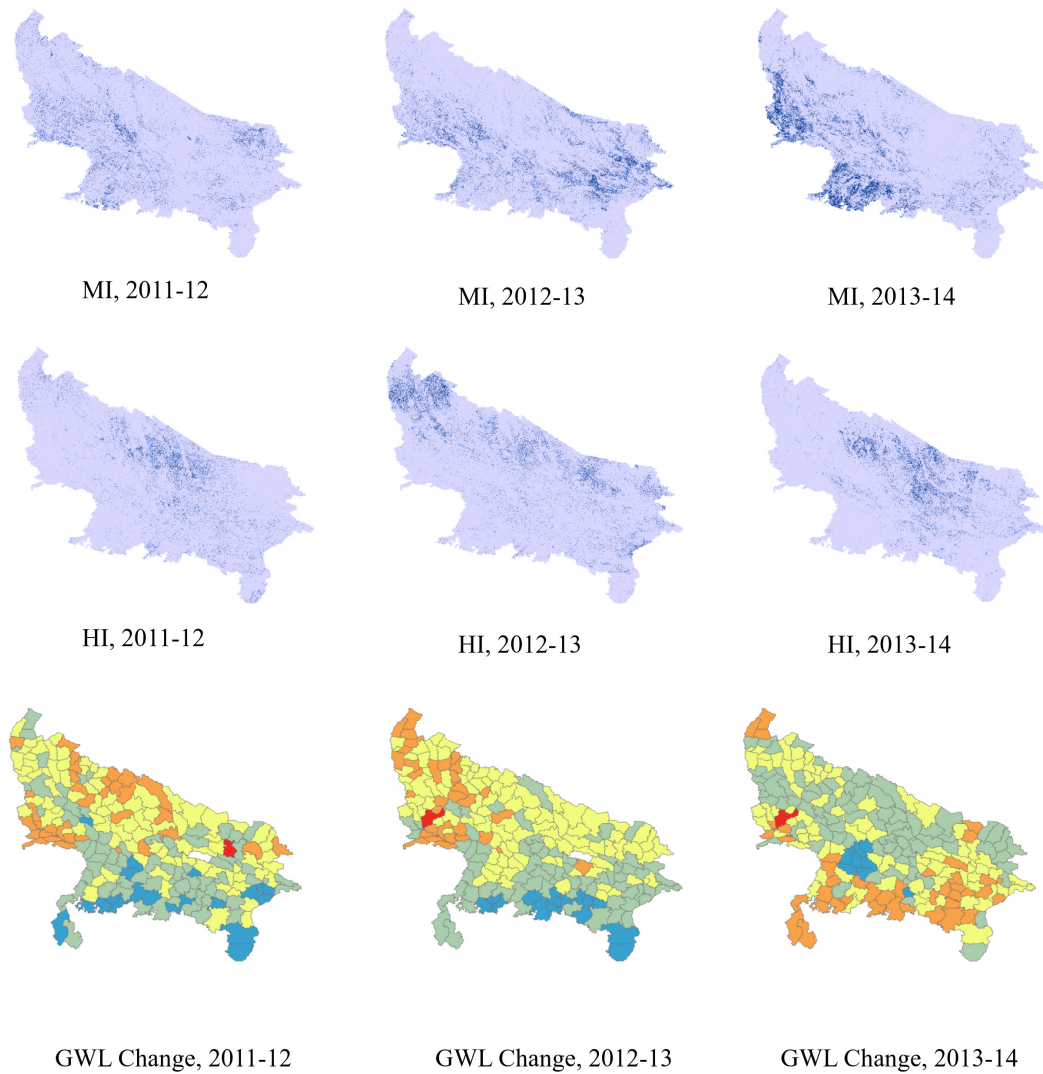 MI, 2011-12
MI, 2012-13
MI, 2013-14
HI, 2011-12
HI, 2012-13
HI, 2013-14
GWL Change, 2011-12
GWL Change, 2012-13
GWL Change, 2013-14